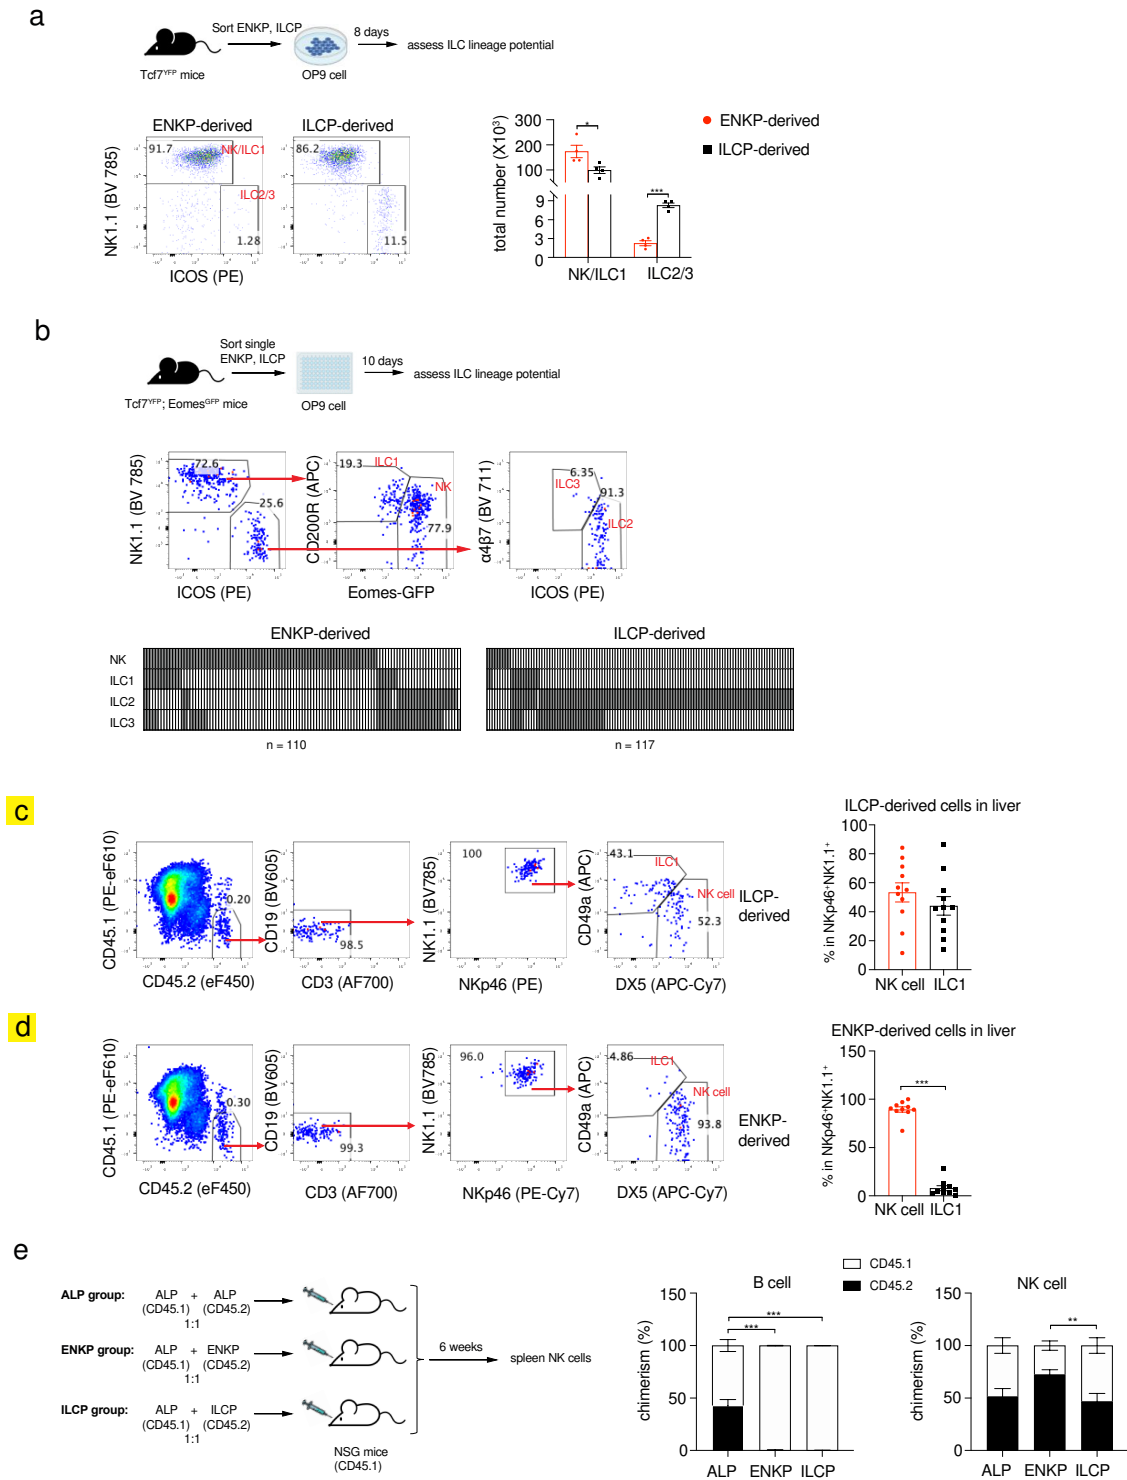 a
Sort ENKP, ILCP
8 days
assess ILC lineage potential
Tcf7YFP mice
OP9 cell
ENKP-derived
ILCP-derived
91.7
NK/ILC1
ILC2/3
1.28
86.2
11.5
NK1.1 (BV 785)
ICOS (PE)
total number (X10³)
300
200
100
9
6
3
0
*
***
NK/ILC1
ILC2/3
ENKP-derived
ILCP-derived
b
Sort single
ENKP, ILCP
10 days
assess ILC lineage potential
Tcf7YFP; EomesGFP mice
OP9 cell
NK1.1 (BV 785)
72.6
25.6
ICOS (PE)
CD200R (APC)
19.3
ILC1
NK
77.9
Eomes-GFP
α4β7 (BV 711)
6.35
ILC3
91.3
ILC2
ICOS (PE)
ENKP-derived
ILCP-derived
NK
ILC1
ILC2
ILC3
n = 110
n = 117
c
CD45.1 (PE-eF610)
0.20
CD45.2 (eF450)
CD19 (BV605)
98.5
CD3 (AF700)
NK1.1 (BV785)
100
NKp46 (PE)
CD49a (APC)
43.1
ILC1
NK cell
52.3
DX5 (APC-Cy7)
ILCP-
derived
ILCP-derived cells in liver
% in NKp46⁺NK1.1⁺
100
80
60
40
20
0
NK cell
ILC1
d
CD45.1 (PE-eF610)
0.30
CD45.2 (eF450)
CD19 (BV605)
99.3
CD3 (AF700)
NK1.1 (BV785)
96.0
NKp46 (PE-Cy7)
CD49a (APC)
4.86
ILC1
NK cell
93.8
DX5 (APC-Cy7)
ENKP-
derived
ENKP-derived cells in liver
% in NKp46⁺NK1.1⁺
150
100
50
0
***
NK cell
ILC1
e
ALP group:
ALP + ALP
(CD45.1) (CD45.2)
1:1
ENKP group:
ALP + ENKP
(CD45.1) (CD45.2)
1:1
ILCP group:
ALP + ILCP
(CD45.1) (CD45.2)
1:1
NSG mice
(CD45.1)
6 weeks
spleen NK cells
CD45.1
CD45.2
B cell
chimerism (%)
150
100
50
0
***
***
ALP
ENKP
ILCP
NK cell
chimerism (%)
150
100
50
0
**
ALP
ENKP
ILCP